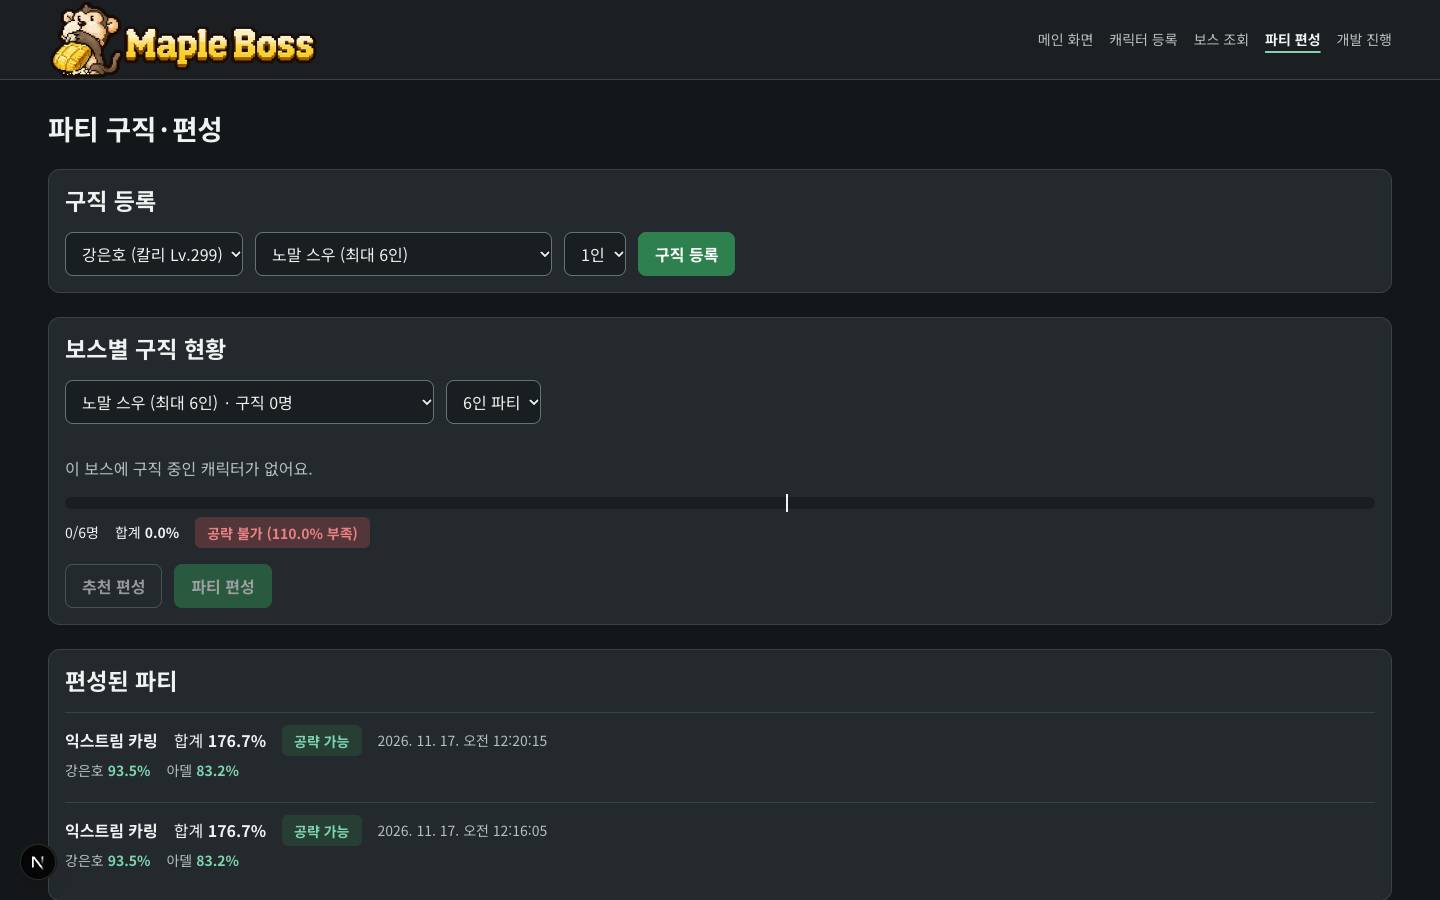 Maple Boss
메인 화면 캐릭터 등록 보스 조회 파티 편성 개발 진행
파티 구직·편성
구직 등록
강은호 (칼리 Lv.299) 노말 스우 (최대 6인) 1인 구직 등록
보스별 구직 현황
노말 스우 (최대 6인) · 구직 0명 6인 파티
이 보스에 구직 중인 캐릭터가 없어요.
0/6명 합계 0.0% 공략 불가 (110.0% 부족)
추천 편성 파티 편성
편성된 파티
익스트림 카링 합계 176.7% 공략 가능 2026. 11. 17. 오전 12:20:15
강은호 93.5% 아델 83.2%
익스트림 카링 합계 176.7% 공략 가능 2026. 11. 17. 오전 12:16:05
강은호 93.5% 아델 83.2%
N